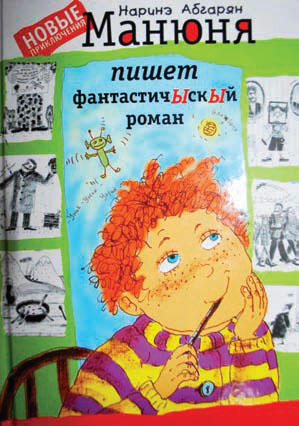 НОВЫЕ
ПРИКЛЮЧЕНИЯ
Наринэ Абгарян
Манюня
пишет
фантастичЫскЫй
роман